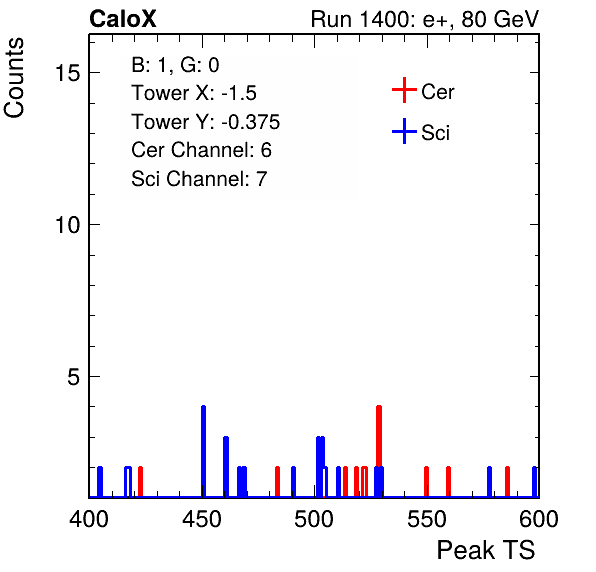 CaloX Run 1400: e+, 80 GeV
Counts
B: 1, G: 0
Tower X: -1.5
Tower Y: -0.375
Cer Channel: 6
Sci Channel: 7
Cer
Sci
15
10
5
400 450 500 550 600
Peak TS